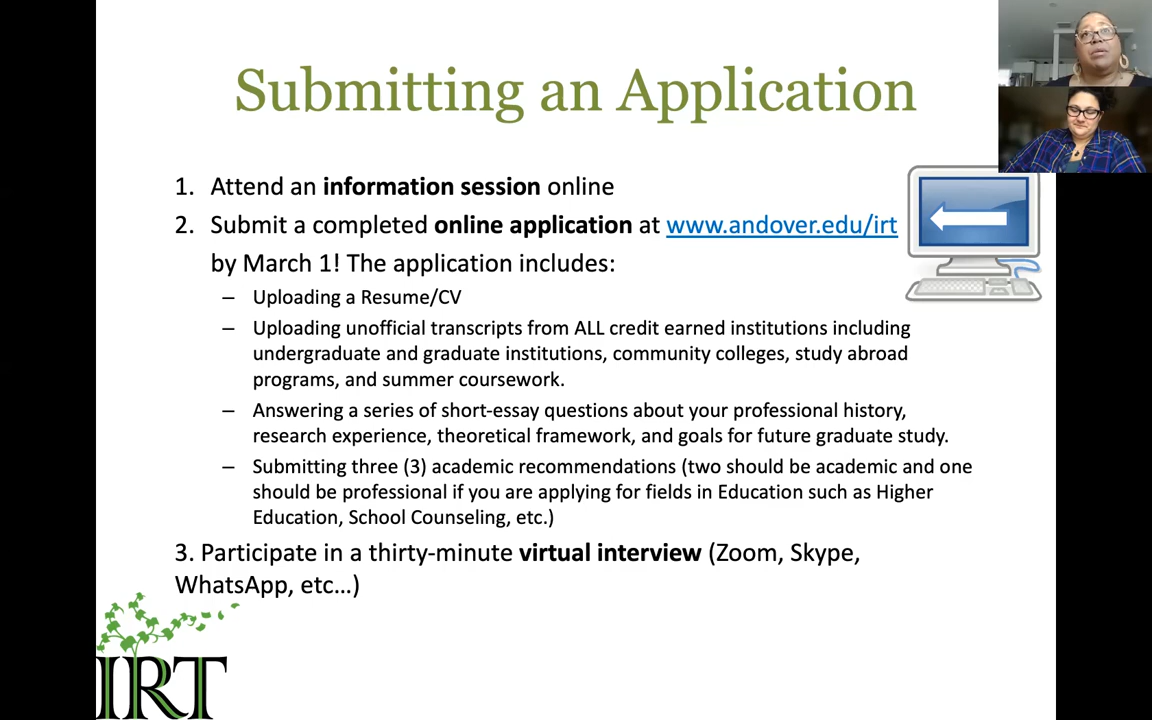 Submitting an Application
1. Attend an information session online
2. Submit a completed online application at www.andover.edu/irt
by March 1! The application includes:
– Uploading a Resume/CV
– Uploading unofficial transcripts from ALL credit earned institutions including
undergraduate and graduate institutions, community colleges, study abroad
programs, and summer coursework.
– Answering a series of short-essay questions about your professional history,
research experience, theoretical framework, and goals for future graduate study.
– Submitting three (3) academic recommendations (two should be academic and one
should be professional if you are applying for fields in Education such as Higher
Education, School Counseling, etc.)
3. Participate in a thirty-minute virtual interview (Zoom, Skype,
WhatsApp, etc…)
IRT